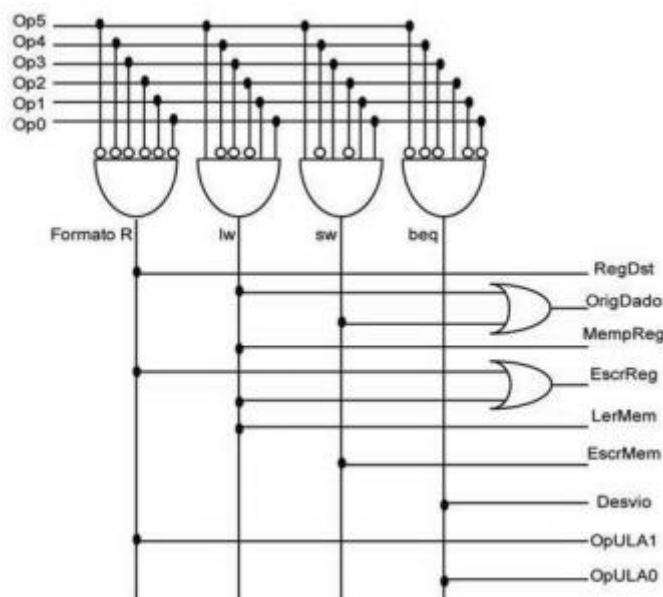 Op5
Op4
Op3
Op2
Op1
Op0
Formato R
lw
sw
beq
RegDst
OrigDado
MempReg
EscrReg
LerMem
EscrMem
Desvio
OpULA1
OpULA0